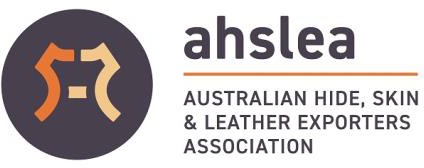 ahslea
AUSTRALIAN HIDE, SKIN
& LEATHER EXPORTERS
ASSOCIATION